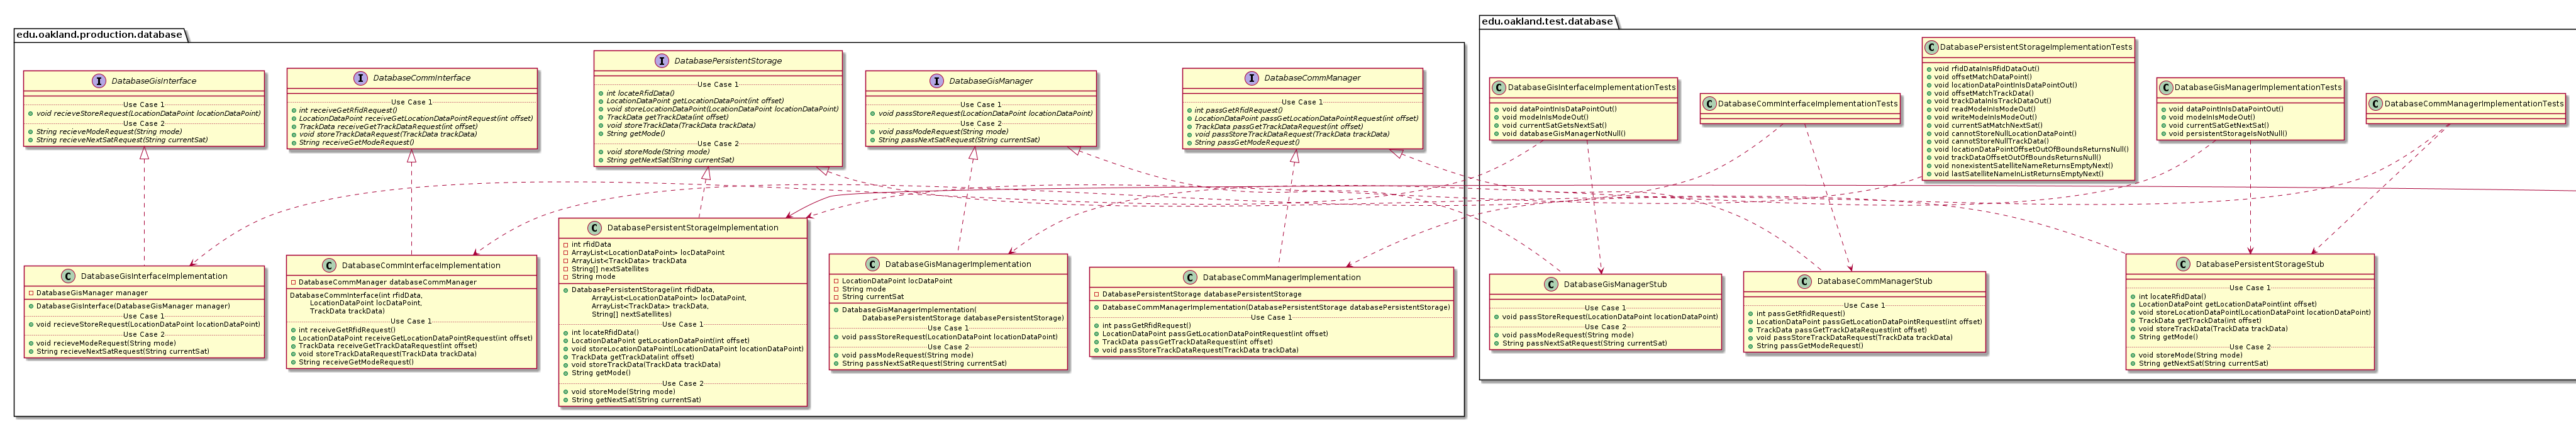 edu.oakland.production.database
I DatabaseGisInterface
Use Case 1
void recieveStoreRequest(LocationDataPoint locationDataPoint)
Use Case 2
String recieveModeRequest(String mode)
String recieveNextSatRequest(String currentSat)
I DatabaseCommInterface
Use Case 1
int receiveGetRfidRequest()
LocationDataPoint receiveGetLocationDataPointRequest(int offset)
TrackData receiveGetTrackDataRequest(int offset)
void storeTrackDataRequest(TrackData trackData)
String receiveGetModeRequest()
I DatabasePersistentStorage
Use Case 1
int locateRfidData()
LocationDataPoint getLocationDataPoint(int offset)
void storeLocationDataPoint(LocationDataPoint locationDataPoint)
TrackData getTrackData(int offset)
void storeTrackData(TrackData trackData)
String getMode()
Use Case 2
void storeMode(String mode)
String getNextSat(String currentSat)
I DatabaseGisManager
Use Case 1
void passStoreRequest(LocationDataPoint locationDataPoint)
Use Case 2
void passModeRequest(String mode)
String passNextSatRequest(String currentSat)
I DatabaseCommManager
Use Case 1
int passGetRfidRequest()
LocationDataPoint passGetLocationDataPointRequest(int offset)
TrackData passGetTrackDataRequest(int offset)
void passStoreTrackDataRequest(TrackData trackData)
String passGetModeRequest()
C DatabaseGisInterfaceImplementation
DatabaseGisManager manager
DatabaseGisInterface(DatabaseGisManager manager)
Use Case 1
void recieveStoreRequest(LocationDataPoint locationDataPoint)
Use Case 2
void recieveModeRequest(String mode)
String recieveNextSatRequest(String currentSat)
C DatabaseCommInterfaceImplementation
DatabaseCommManager databaseCommManager
DatabaseCommInterface(int rfidData,
LocationDataPoint locDataPoint,
TrackData trackData)
Use Case 1
int receiveGetRfidRequest()
LocationDataPoint receiveGetLocationDataPointRequest(int offset)
TrackData receiveGetTrackDataRequest(int offset)
void storeTrackDataRequest(TrackData trackData)
String receiveGetModeRequest()
C DatabasePersistentStorageImplementation
int rfidData
ArrayList<LocationDataPoint> locDataPoint
ArrayList<TrackData> trackData
String[] nextSatellites
String mode
DatabasePersistentStorage(int rfidData,
ArrayList<LocationDataPoint> locDataPoint,
ArrayList<TrackData> trackData,
String[] nextSatellites)
Use Case 1
int locateRfidData()
LocationDataPoint getLocationDataPoint(int offset)
void storeLocationDataPoint(LocationDataPoint locationDataPoint)
TrackData getTrackData(int offset)
void storeTrackData(TrackData trackData)
String getMode()
Use Case 2
void storeMode(String mode)
String getNextSat(String currentSat)
C DatabaseGisManagerImplementation
LocationDataPoint locDataPoint
String mode
String currentSat
DatabaseGisManagerImplementation(
DatabasePersistentStorage databasePersistentStorage)
Use Case 1
void passStoreRequest(LocationDataPoint locationDataPoint)
Use Case 2
void passModeRequest(String mode)
String passNextSatRequest(String currentSat)
C DatabaseCommManagerImplementation
DatabasePersistentStorage databasePersistentStorage
DatabaseCommManagerImplementation(DatabasePersistentStorage databasePersistentStorage)
Use Case 1
int passGetRfidRequest()
LocationDataPoint passGetLocationDataPointRequest(int offset)
TrackData passGetTrackDataRequest(int offset)
void passStoreTrackDataRequest(TrackData trackData)
edu.oakland.test.database
C DatabaseGisInterfaceImplementationTests
void dataPointInIsDataPointOut()
void modeInIsModeOut()
void currentSatGetsNextSat()
void databaseGisManagerNotNull()
C DatabaseCommInterfaceImplementationTests
C DatabasePersistentStorageImplementationTests
void rfidDataInIsRfidDataOut()
void offsetMatchDataPoint()
void locationDataPointInIsDataPointOut()
void offsetMatchTrackData()
void trackDataInIsTrackDataOut()
void readModeInIsModeOut()
void writeModeInIsModeOut()
void currentSatMatchNextSat()
void cannotStoreNullLocationDataPoint()
void cannotStoreNullTrackData()
void locationDataPointOffsetOutOfBoundsReturnsNull()
void trackDataOffsetOutOfBoundsReturnsNull()
void nonexistentSatelliteNameReturnsEmptyNext()
void lastSatelliteNameInListReturnsEmptyNext()
C DatabaseGisManagerImplementationTests
void dataPointInIsDataPointOut()
void modeInIsModeOut()
void currentSatGetNextSat()
void persistentStorageIsNotNull()
C DatabaseCommManagerImplementationTests
C DatabaseGisManagerStub
Use Case 1
void passStoreRequest(LocationDataPoint locationDataPoint)
Use Case 2
void passModeRequest(String mode)
String passNextSatRequest(String currentSat)
C DatabaseCommManagerStub
Use Case 1
int passGetRfidRequest()
LocationDataPoint passGetLocationDataPointRequest(int offset)
TrackData passGetTrackDataRequest(int offset)
void passStoreTrackDataRequest(TrackData trackData)
String passGetModeRequest()
C DatabasePersistentStorageStub
Use Case 1
int locateRfidData()
LocationDataPoint getLocationDataPoint(int offset)
void storeLocationDataPoint(LocationDataPoint locationDataPoint)
TrackData getTrackData(int offset)
void storeTrackData(TrackData trackData)
String getMode()
Use Case 2
void storeMode(String mode)
String getNextSat(String currentSat)